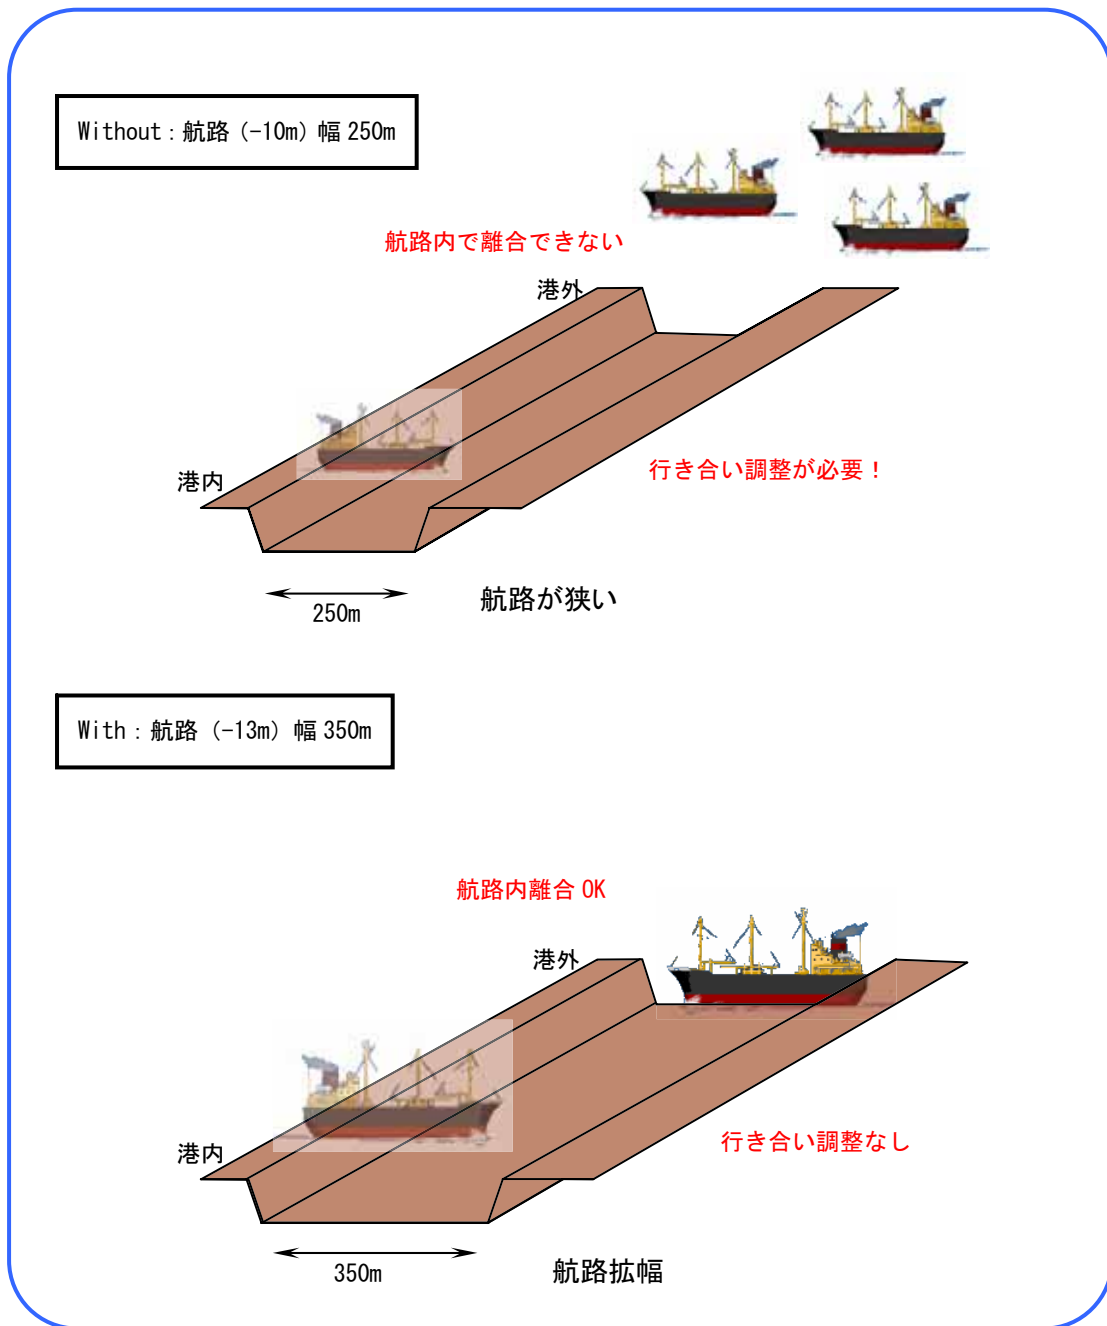 Without：航路（-10m）幅 250m
航路内で離合できない
港外
港内
行き合い調整が必要！
250m
航路が狭い
With：航路（-13m）幅 350m
航路内離合 OK
港外
港内
行き合い調整なし
350m
航路拡幅